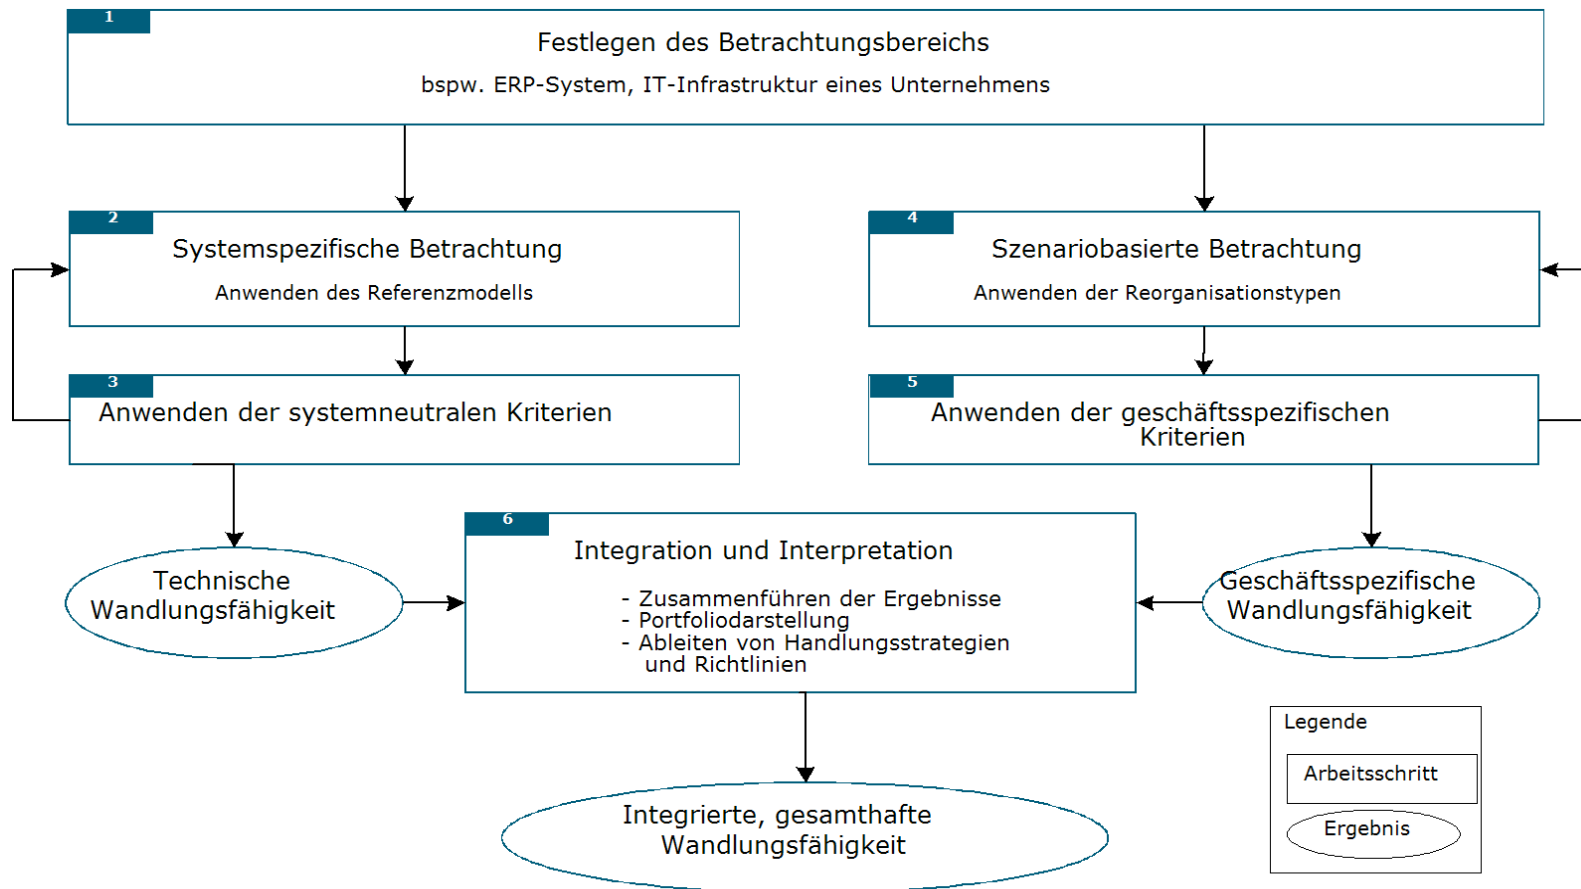 1
Festlegen des Betrachtungsbereichs
bspw. ERP-System, IT-Infrastruktur eines Unternehmens
2
Systemspezifische Betrachtung
Anwenden des Referenzmodells
4
Szenariobasierte Betrachtung
Anwenden der Reorganisationstypen
3
Anwenden der systemneutralen Kriterien
5
Anwenden der geschäftsspezifischen
Kriterien
6
Integration und Interpretation
- Zusammenführen der Ergebnisse
- Portfoliodarstellung
- Ableiten von Handlungsstrategien
und Richtlinien
Technische
Wandlungsfähigkeit
Geschäftsspezifische
Wandlungsfähigkeit
Integrierte, gesamthafte
Wandlungsfähigkeit
Legende
Arbeitsschritt
Ergebnis